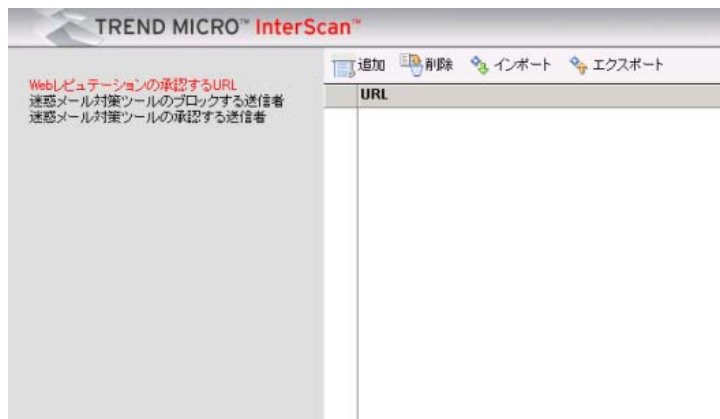 TREND MICRO™ InterScan™
追加 削除 インポート エクスポート
Webレピュテーションの承認するURL
迷惑メール対策ツールのブロックする送信者
迷惑メール対策ツールの承認する送信者
URL